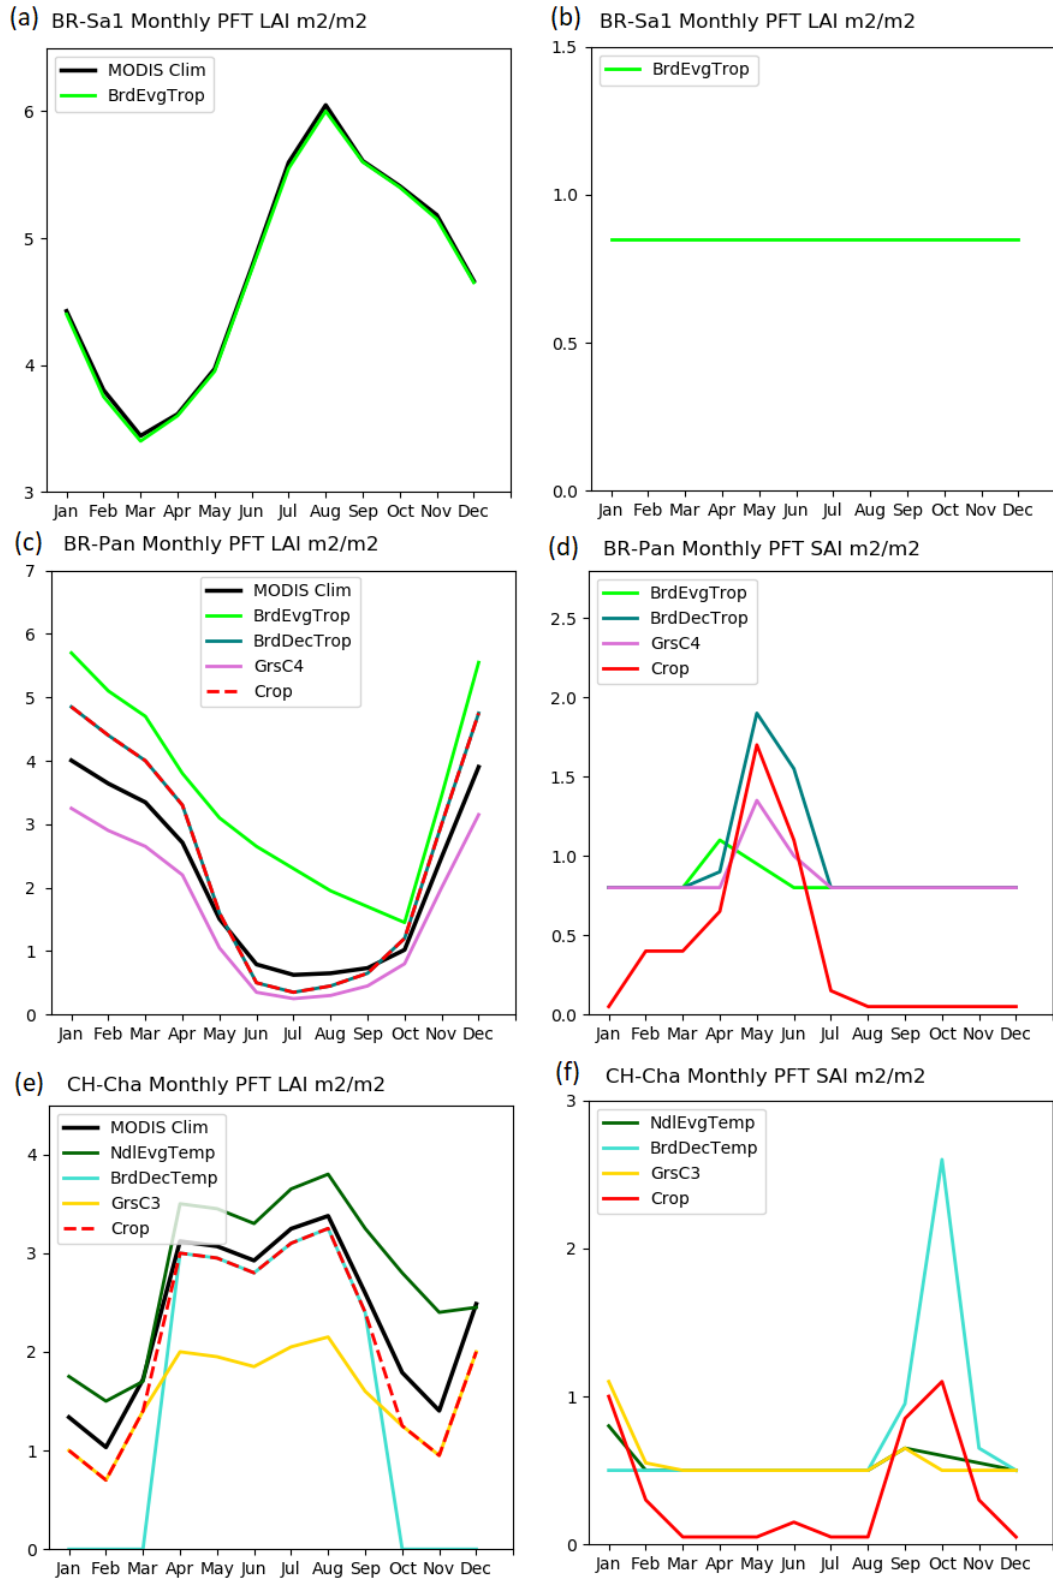 (a) BR-Sa1 Monthly PFT LAI m2/m2
MODIS Clim
BrdEvgTrop
6
5
4
3
Jan Feb Mar Apr May Jun Jul Aug Sep Oct Nov Dec
(b) BR-Sa1 Monthly PFT LAI m2/m2
BrdEvgTrop
1.5
1.0
0.5
0.0
Jan Feb Mar Apr May Jun Jul Aug Sep Oct Nov Dec
(c) BR-Pan Monthly PFT LAI m2/m2
MODIS Clim
BrdEvgTrop
BrdDecTrop
GrsC4
Crop
7
6
5
4
3
2
1
0
Jan Feb Mar Apr May Jun Jul Aug Sep Oct Nov Dec
(d) BR-Pan Monthly PFT SAI m2/m2
BrdEvgTrop
BrdDecTrop
GrsC4
Crop
2.5
2.0
1.5
1.0
0.5
0.0
Jan Feb Mar Apr May Jun Jul Aug Sep Oct Nov Dec
(e) CH-Cha Monthly PFT LAI m2/m2
MODIS Clim
NdlEvgTemp
BrdDecTemp
GrsC3
Crop
4
3
2
1
0
Jan Feb Mar Apr May Jun Jul Aug Sep Oct Nov Dec
(f) CH-Cha Monthly PFT SAI m2/m2
NdlEvgTemp
BrdDecTemp
GrsC3
Crop
3
2
1
0
Jan Feb Mar Apr May Jun Jul Aug Sep Oct Nov Dec